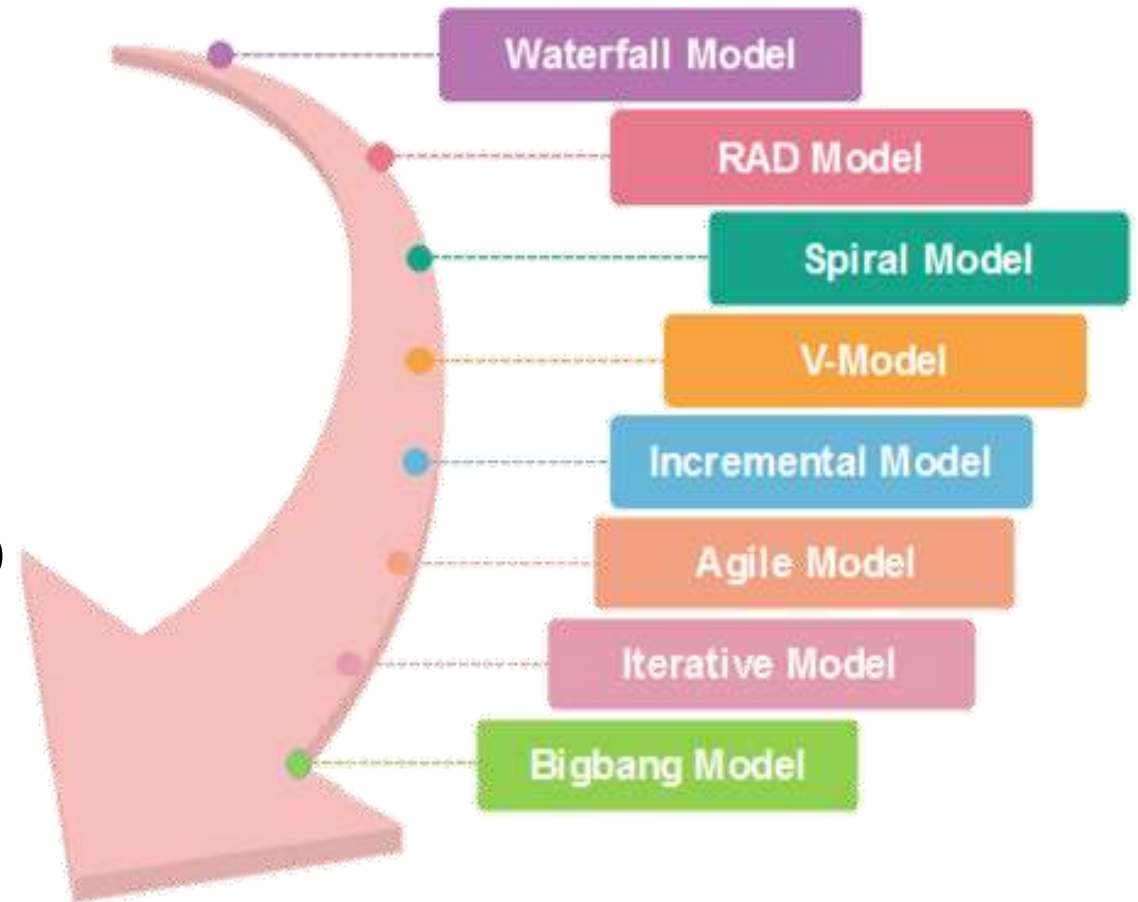 Waterfall Model
RAD Model
Spiral Model
V-Model
Incremental Model
)
Agile Model
Iterative Model
Bigbang Model